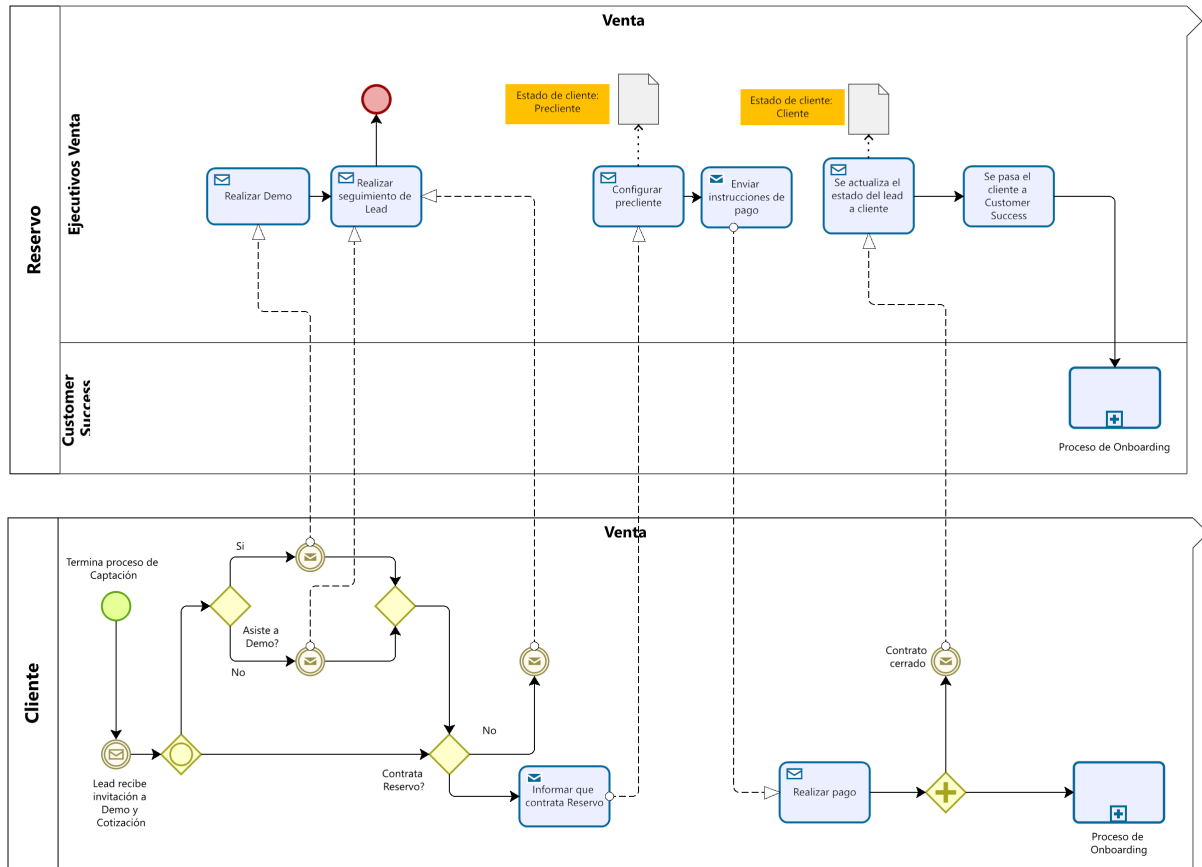 Venta
Reservo
Ejecutivos Venta
Estado de cliente:
Precliente
Estado de cliente:
Cliente
Realizar Demo
Realizar
seguimiento de
Lead
Configurar
precliente
Enviar
instrucciones de
pago
Se actualiza el
estado del lead
a cliente
Se pasa el
cliente a
Customer
Success
Customer
Success
Proceso de Onboarding
Venta
Cliente
Termina proceso de
Captación
Si
Asiste a
Demo?
No
Lead recibe
invitación a
Demo y
Cotización
Contrata
Reservo?
No
Informar que
contrata Reservo
Realizar pago
Contrato
cerrado
Proceso de
Onboarding